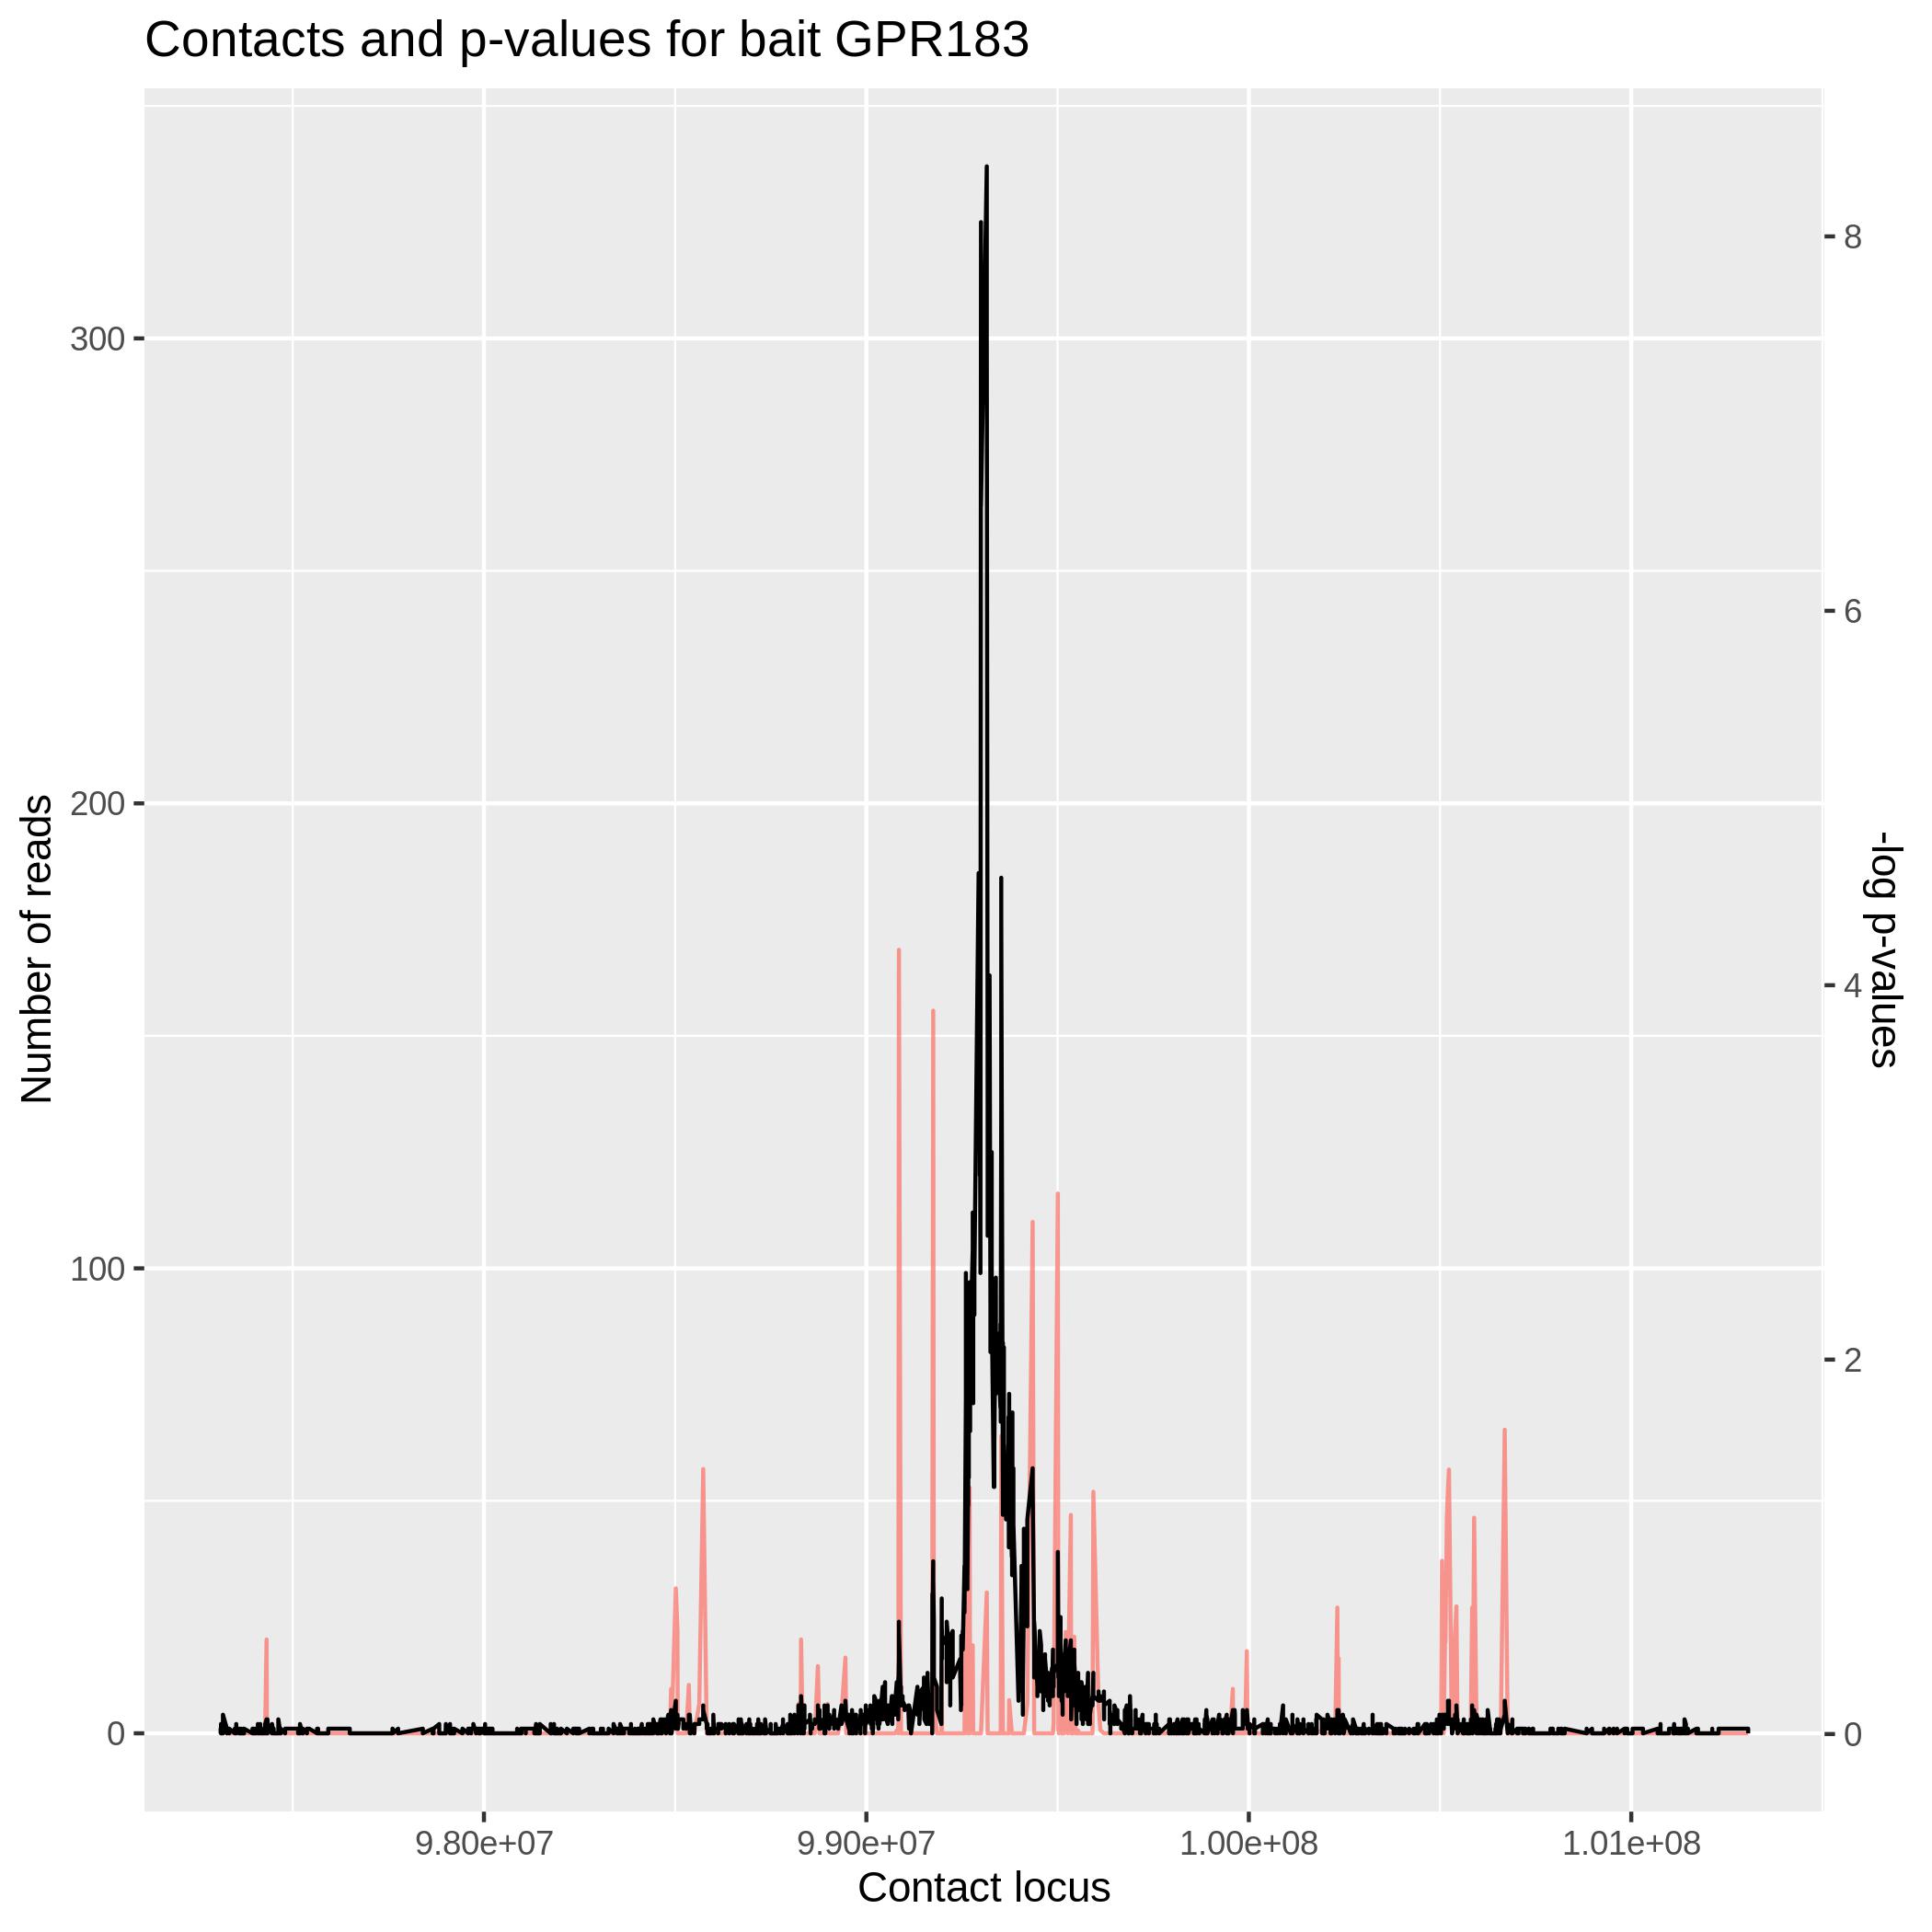 Contacts and p-values for bait GPR183
Number of reads
300
200
100
0
8
6
4
2
0
-log p-values
9.80e+07
9.90e+07
1.00e+08
1.01e+08
Contact locus